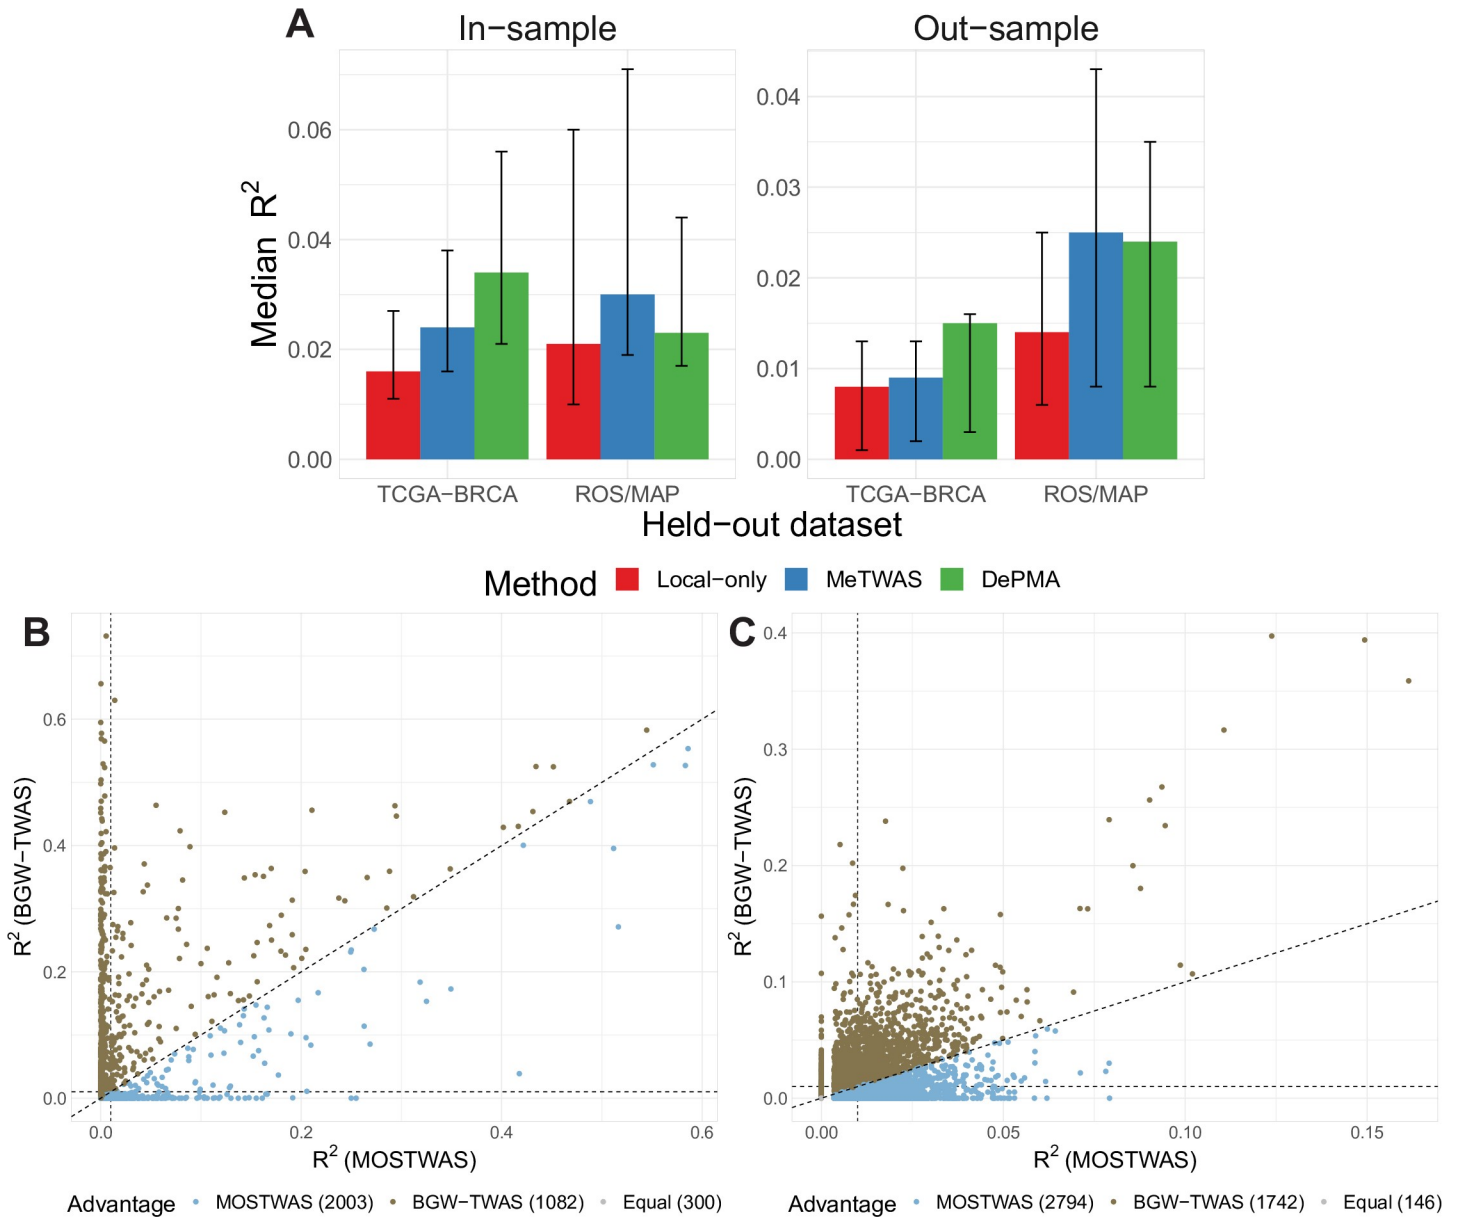 A
In−sample
Out−sample
Median R²
0.06
0.04
0.02
0.00
0.04
0.03
0.02
0.01
0.00
TCGA−BRCA
ROS/MAP
TCGA−BRCA
ROS/MAP
Held−out dataset
Method Local−only MeTWAS DePMA
B
R² (BGW−TWAS)
0.6
0.4
0.2
0.0
0.0 0.2 0.4 0.6
R² (MOSTWAS)
Advantage MOSTWAS (2003) BGW−TWAS (1082) Equal (300)
C
R² (BGW−TWAS)
0.4
0.3
0.2
0.1
0.0
0.00 0.05 0.10 0.15
R² (MOSTWAS)
Advantage MOSTWAS (2794) BGW−TWAS (1742) Equal (146)